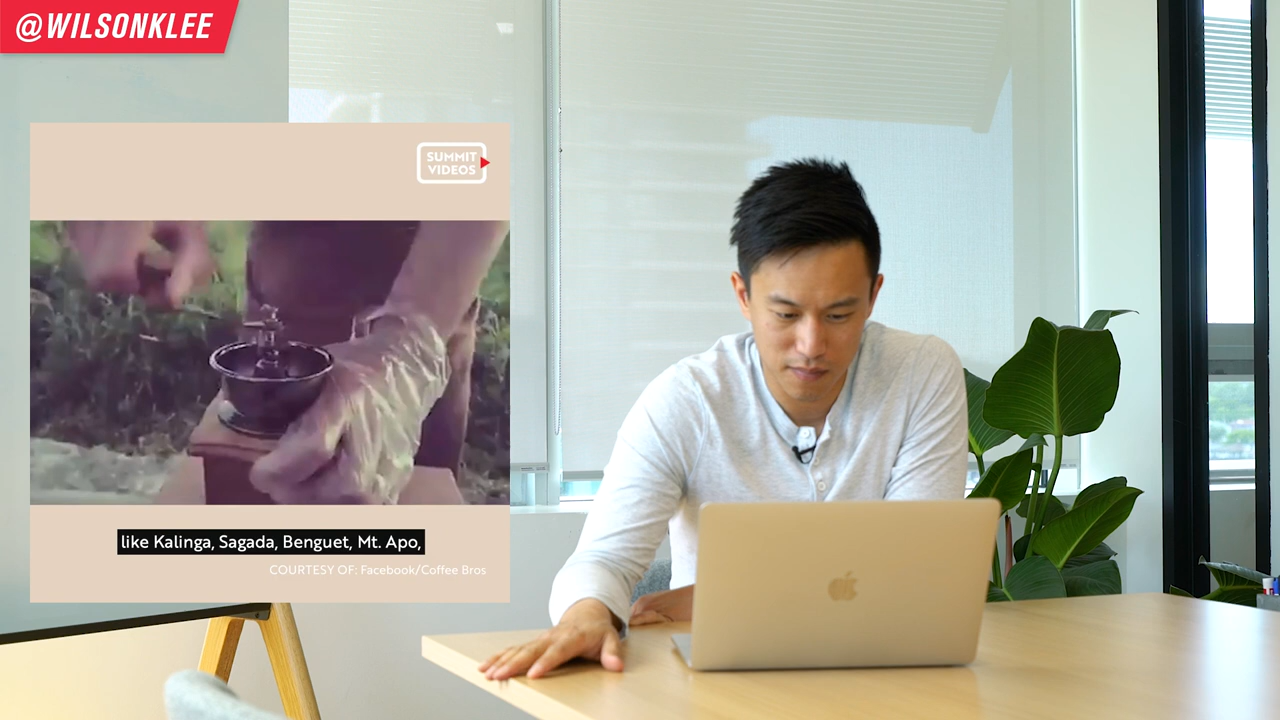 @WILSONKLEE
SUMMIT
VIDEOS
like Kalinga, Sagada, Benguet, Mt. Apo,
COURTESY OF: Facebook/Coffee Bros